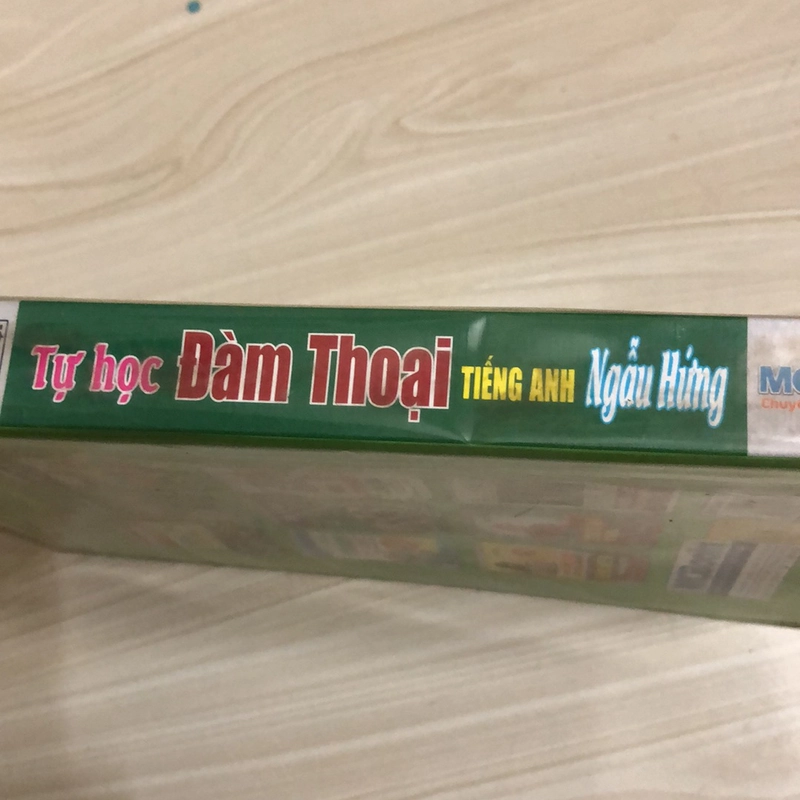 Tự học Đàm Thoại TIẾNG ANH Ngẫu Hứng